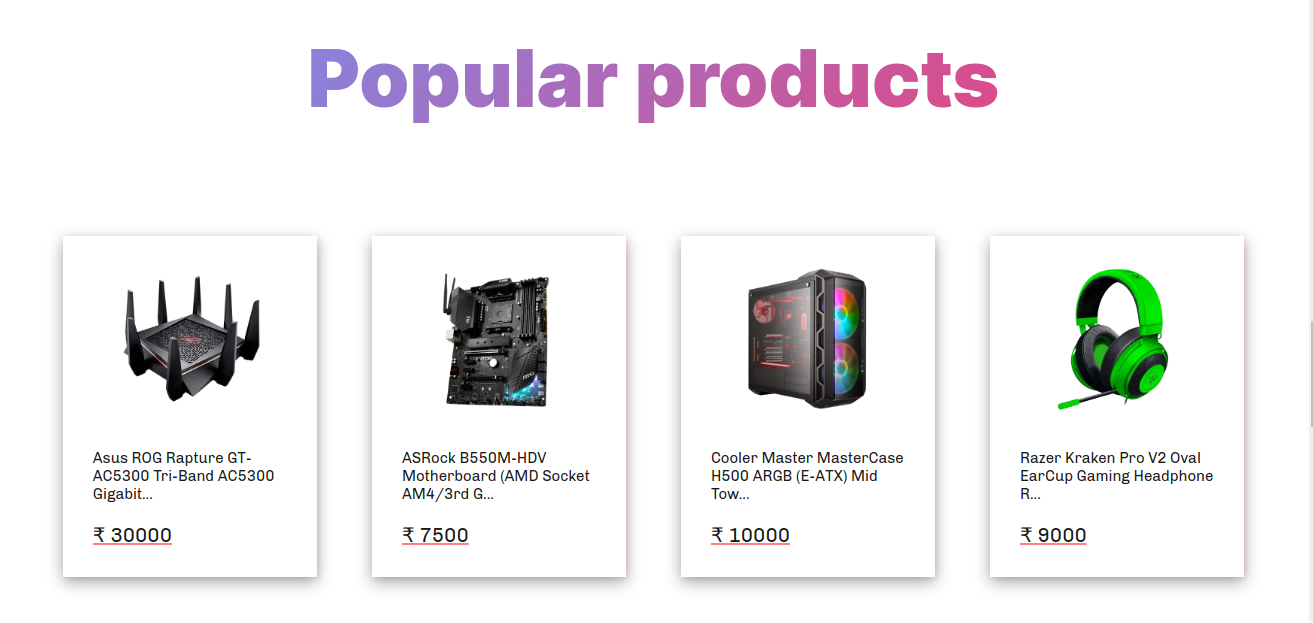 Popular products
Asus ROG Rapture GT-
AC5300 Tri-Band AC5300
Gigabit...
₹ 30000
ASRock B550M-HDV
Motherboard (AMD Socket
AM4/3rd G...
₹ 7500
Cooler Master MasterCase
H500 ARGB (E-ATX) Mid
Tow...
₹ 10000
Razer Kraken Pro V2 Oval
EarCup Gaming Headphone
R...
₹ 9000